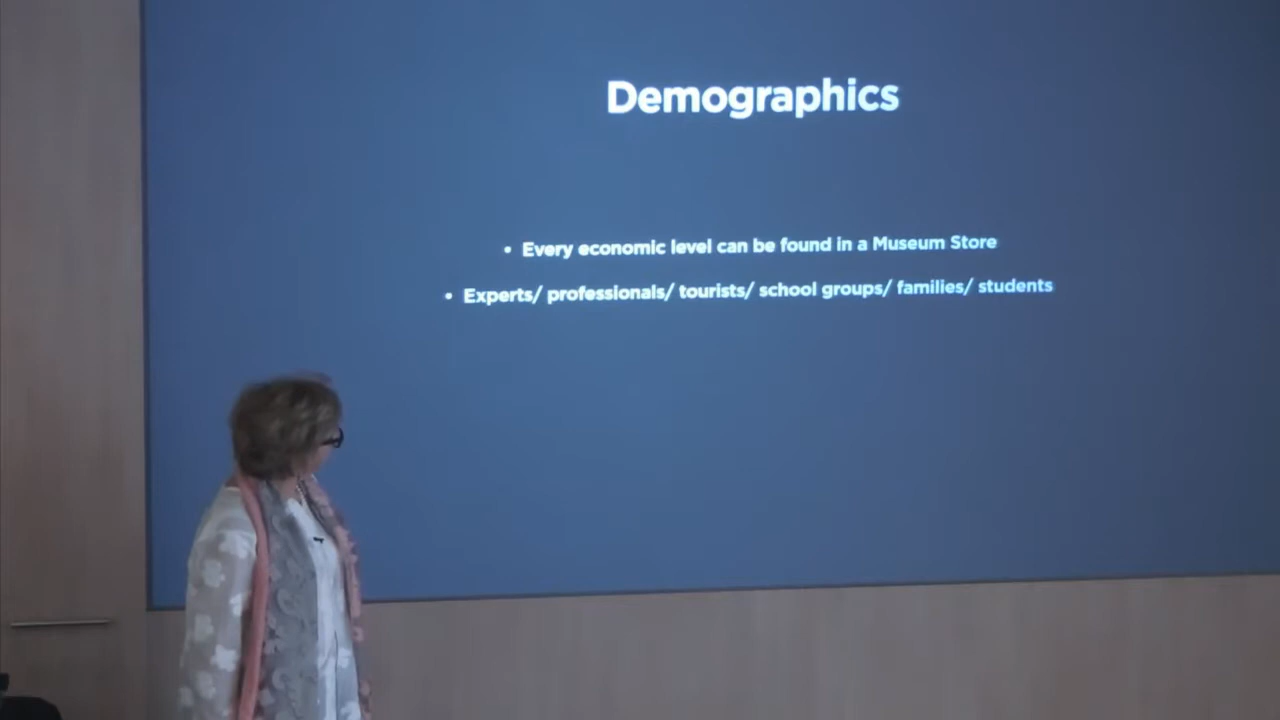 Demographics
• Every economic level can be found in a Museum Store
• Experts/ professionals/ tourists/ school groups/ families/ students